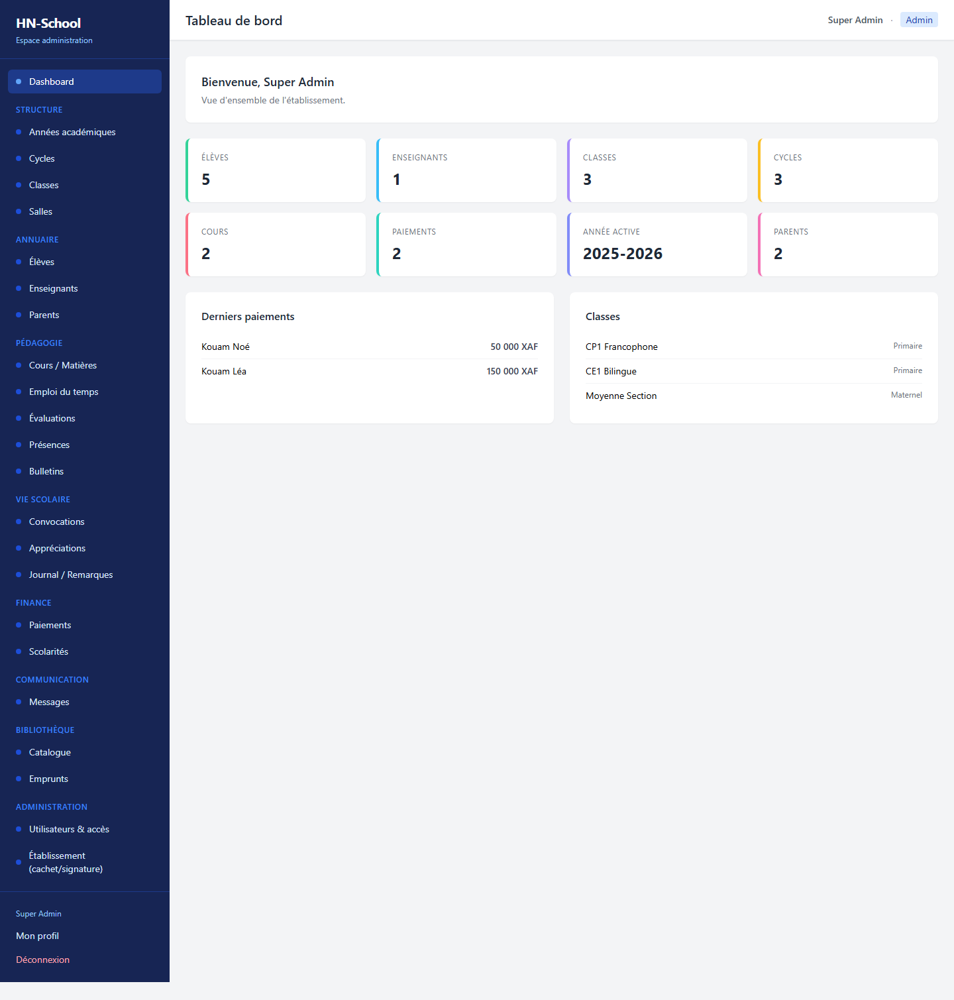 HN-School
Espace administration
Dashboard
STRUCTURE
Années académiques
Cycles
Classes
Salles
ANNUAIRE
Élèves
Enseignants
Parents
PÉDAGOGIE
Cours / Matières
Emploi du temps
Évaluations
Présences
Bulletins
VIE SCOLAIRE
Convocations
Appréciations
Journal / Remarques
FINANCE
Paiements
Scolarités
COMMUNICATION
Messages
BIBLIOTHÈQUE
Catalogue
Emprunts
ADMINISTRATION
Utilisateurs & accès
Établissement
(cachet/signature)
Super Admin
Mon profil
Déconnexion
Tableau de bord
Super Admin · Admin
Bienvenue, Super Admin
Vue d'ensemble de l'établissement.
ÉLÈVES
5
ENSEIGNANTS
1
CLASSES
3
CYCLES
3
COURS
2
PAIEMENTS
2
ANNÉE ACTIVE
2025-2026
PARENTS
2
Derniers paiements
Kouam Noé 50 000 XAF
Kouam Léa 150 000 XAF
Classes
CP1 Francophone Primaire
CE1 Bilingue Primaire
Moyenne Section Maternel